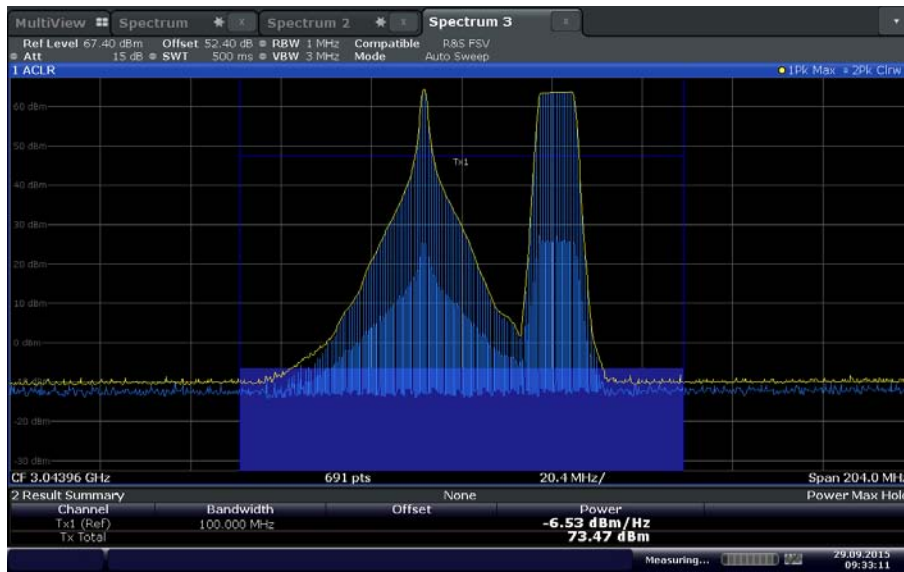 MultiView Spectrum x Spectrum 2 x Spectrum 3 x
Ref Level 67.40 dBm Offset 52.40 dB RBW 1 MHz Compatible R&S FSV
Att 15 dB SWT 500 ms VBW 3 MHz Mode Auto Sweep
1 ACLR 1Pk Max 2Pk Clrw
60 dBm
50 dBm
Tx1
40 dBm
30 dBm
20 dBm
10 dBm
0 dBm
-20 dBm
-30 dBm
CF 3.04396 GHz 691 pts 20.4 MHz/ Span 204.0 MHz
2 Result Summary None Power Max Hold
Channel Bandwidth Offset Power
Tx1 (Ref) 100.000 MHz -6.53 dBm/Hz
Tx Total 73.47 dBm
Measuring... 29.09.2015
09:33:11